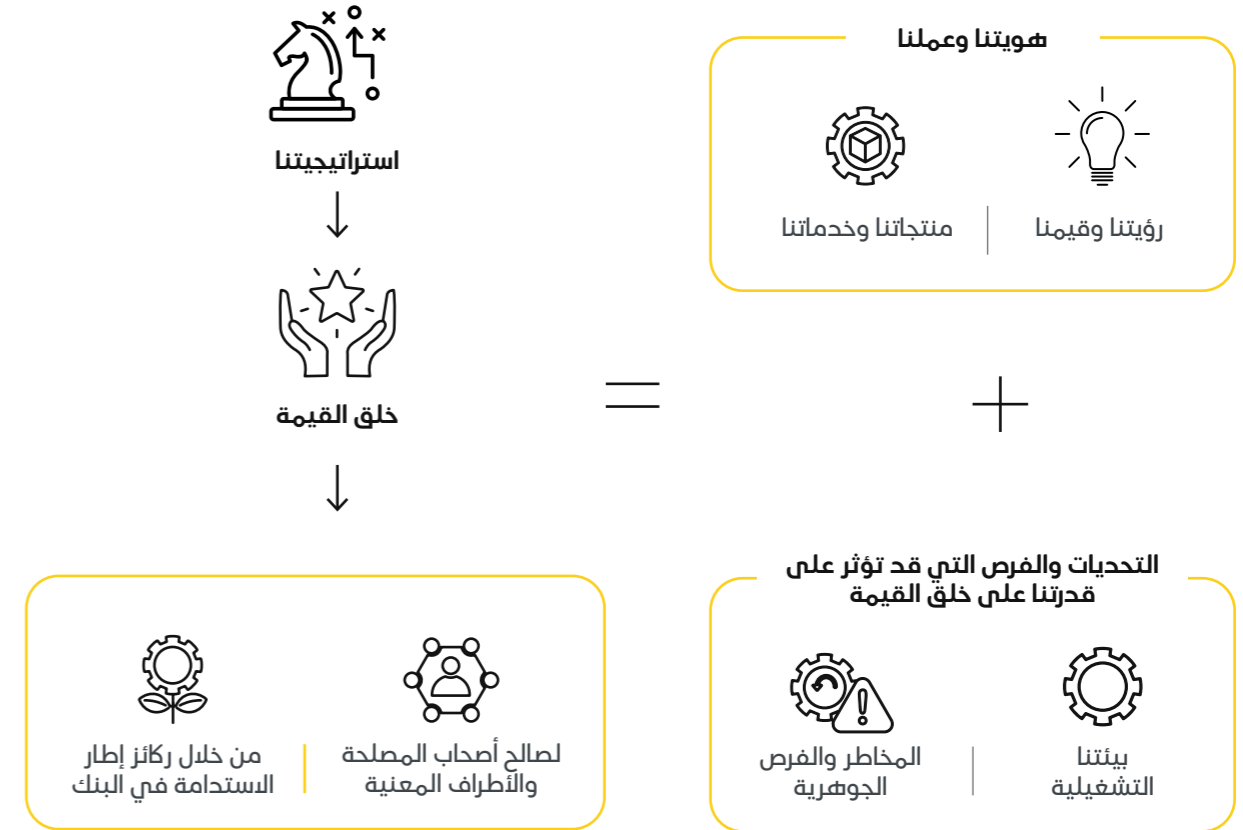 هويتنا وعملنا
رؤيتنا وقيمنا
منتجاتنا وخدماتنا
+
التحديات والفرص التي قد تؤثر على
قدرتنا على خلق القيمة
بيئتنا
التشغيلية
المخاطر والفرص
الجوهرية
=
استراتيجيتنا
خلق القيمة
لصالح أصحاب المصلحة
والأطراف المعنية
من خلال ركائز إطار
الاستدامة في البنك